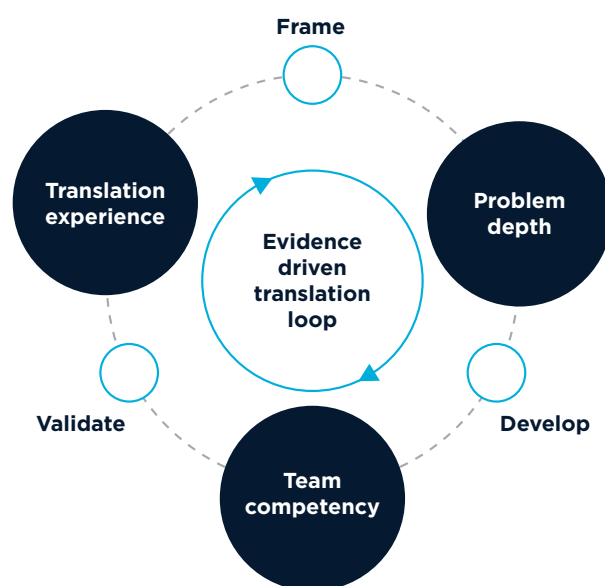 Frame
Translation
experience
Problem
depth
Evidence
driven
translation
loop
Validate
Develop
Team
competency